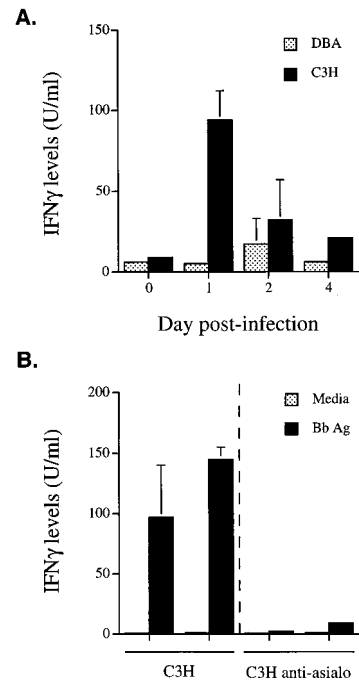 A.
150
100
50
0
IFNγ levels (U/ml)
DBA
C3H
0 1 2 4
Day post-infection
B.
200
150
100
50
0
IFNγ levels (U/ml)
Media
Bb Ag
C3H C3H anti-asialo